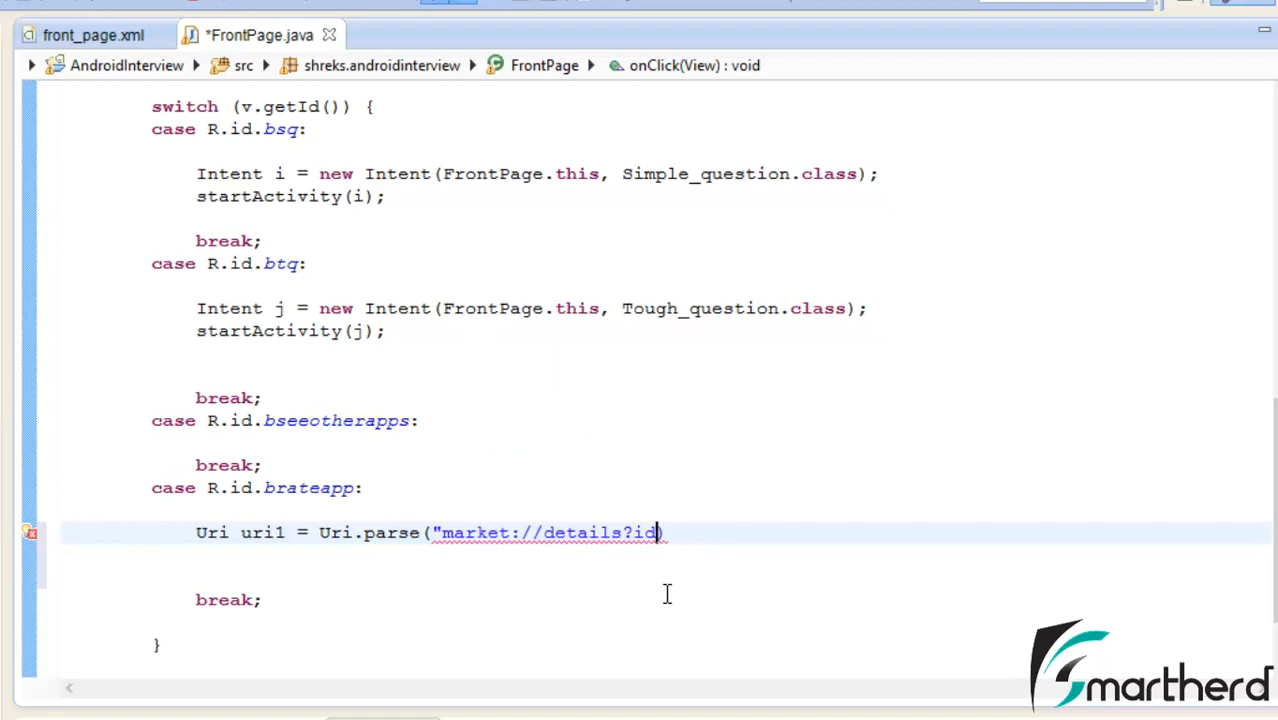 front_page.xml
*FrontPage.java
AndroidInterview
src
shreks.androidinterview
FrontPage
onClick(View) : void
switch (v.getId()) {
case R.id.bsq:
Intent i = new Intent(FrontPage.this, Simple_question.class);
startActivity(i);
break;
case R.id.btq:
Intent j = new Intent(FrontPage.this, Tough_question.class);
startActivity(j);
break;
case R.id.bseeotherapps:
break;
case R.id.brateapp:
Uri uri1 = Uri.parse("market://details?id)
break;
}
Smartherd